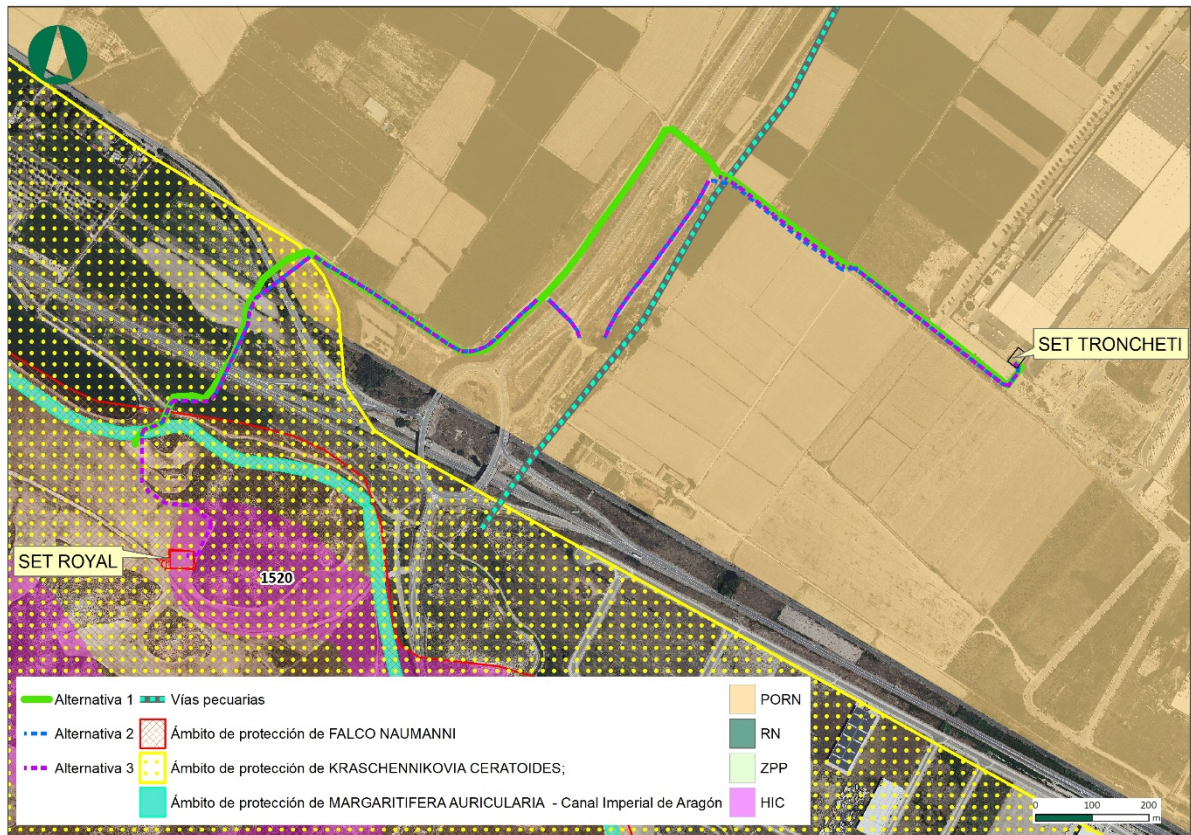 SET TRONCHETI
SET ROYAL
1520
Alternativa 1
Vías pecuarias
PORN
Alternativa 2
Ámbito de protección de FALCO NAUMANNI
RN
Alternativa 3
Ámbito de protección de KRASCHENNIKOVIA CERATOIDES;
ZPP
Ámbito de protección de MARGARITIFERA AURICULARIA - Canal Imperial de Aragón
HIC
0 100 200
m